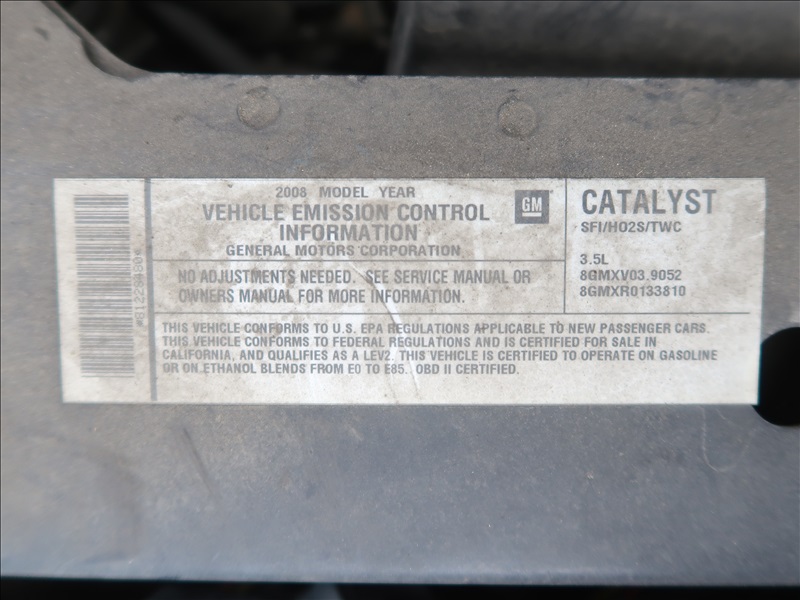 2008 MODEL YEAR
VEHICLE EMISSION CONTROL
INFORMATION
GENERAL MOTORS CORPORATION
GM
NO ADJUSTMENTS NEEDED. SEE SERVICE MANUAL OR
OWNERS MANUAL FOR MORE INFORMATION.
CATALYST
SFI/HO2S/TWC
3.5L
8GMXV03.9052
8GMXR0133810
THIS VEHICLE CONFORMS TO U.S. EPA REGULATIONS APPLICABLE TO NEW PASSENGER CARS.
THIS VEHICLE CONFORMS TO FEDERAL REGULATIONS AND IS CERTIFIED FOR SALE IN
CALIFORNIA, AND QUALIFIES AS A LEV2. THIS VEHICLE IS CERTIFIED TO OPERATE ON GASOLINE
OR ON ETHANOL BLENDS FROM E0 TO E85. OBD II CERTIFIED.